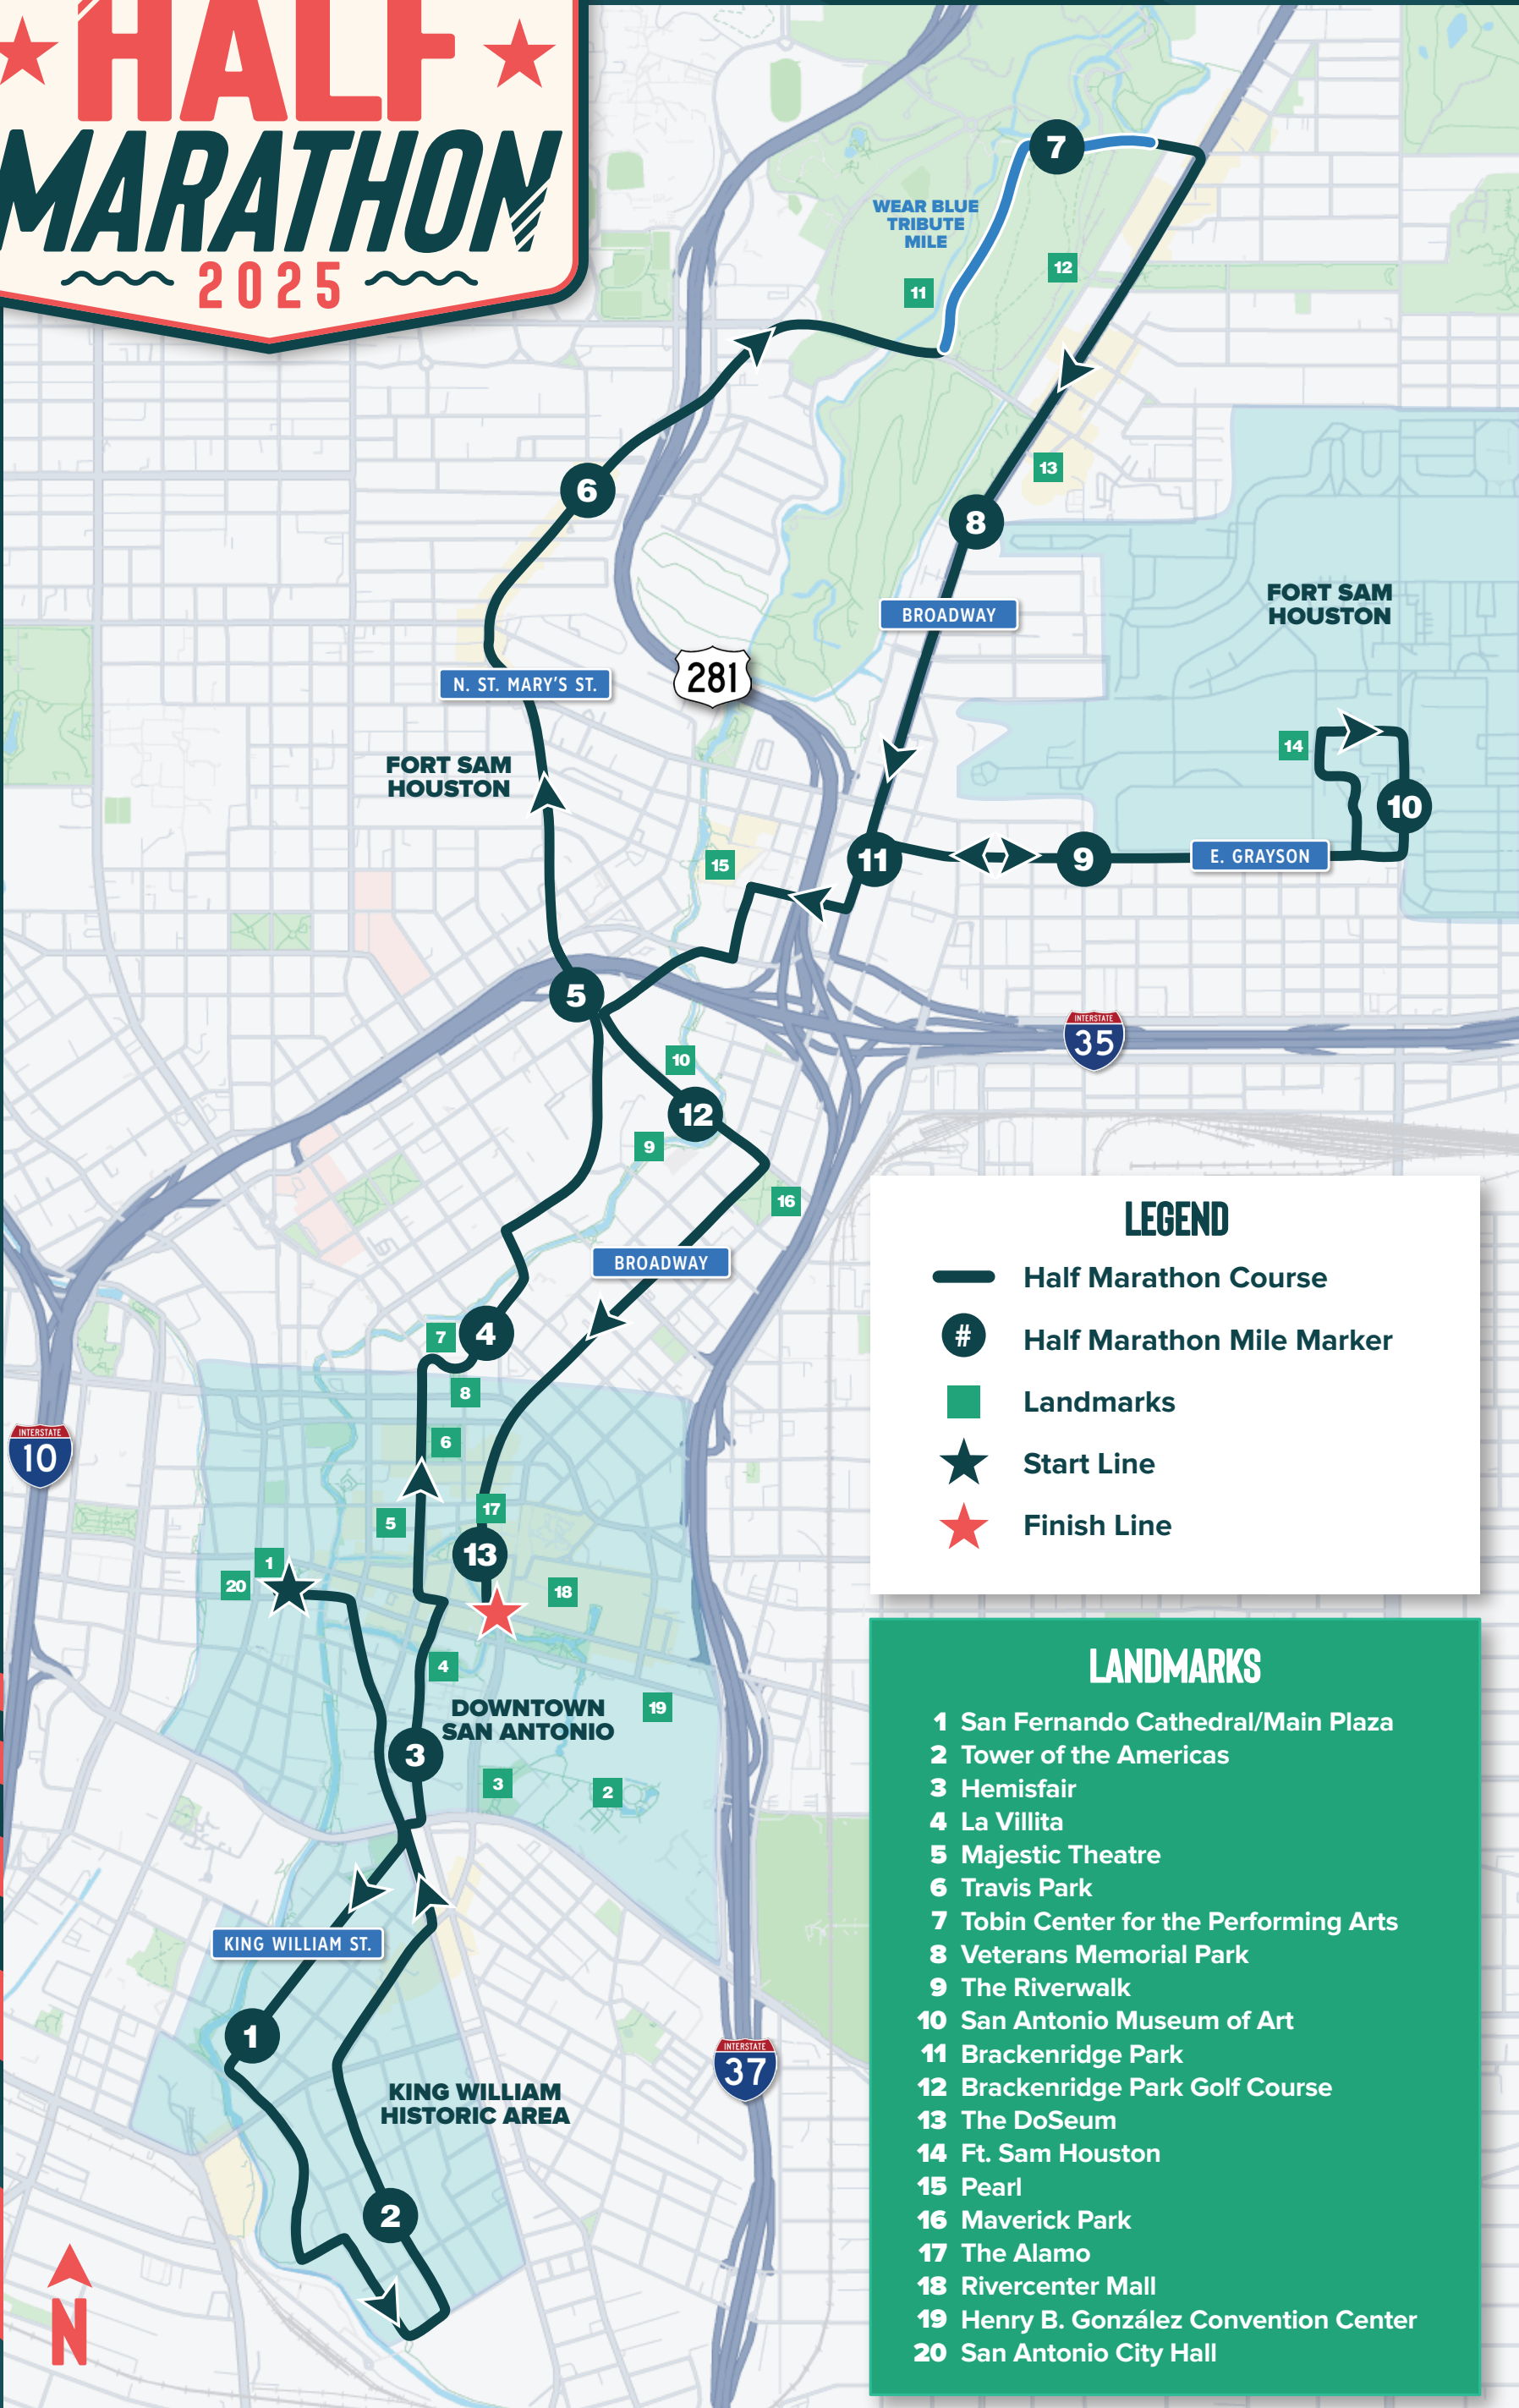 HALF
MARATHON
2025
7
WEAR BLUE
TRIBUTE
MILE
12
11
13
6
8
FORT SAM
HOUSTON
BROADWAY
N. ST. MARY'S ST.
281
14
FORT SAM
HOUSTON
10
15
11
9
E. GRAYSON
5
INTERSTATE
35
10
12
9
16
BROADWAY
7
4
8
INTERSTATE
10
6
17
5
13
1
20
18
4
19
DOWNTOWN
SAN ANTONIO
3
3
2
KING WILLIAM ST.
1
INTERSTATE
37
KING WILLIAM
HISTORIC AREA
2
N
LEGEND
Half Marathon Course
# Half Marathon Mile Marker
Landmarks
Start Line
Finish Line
LANDMARKS
1 San Fernando Cathedral/Main Plaza
2 Tower of the Americas
3 Hemisfair
4 La Villita
5 Majestic Theatre
6 Travis Park
7 Tobin Center for the Performing Arts
8 Veterans Memorial Park
9 The Riverwalk
10 San Antonio Museum of Art
11 Brackenridge Park
12 Brackenridge Park Golf Course
13 The DoSeum
14 Ft. Sam Houston
15 Pearl
16 Maverick Park
17 The Alamo
18 Rivercenter Mall
19 Henry B. González Convention Center
20 San Antonio City Hall